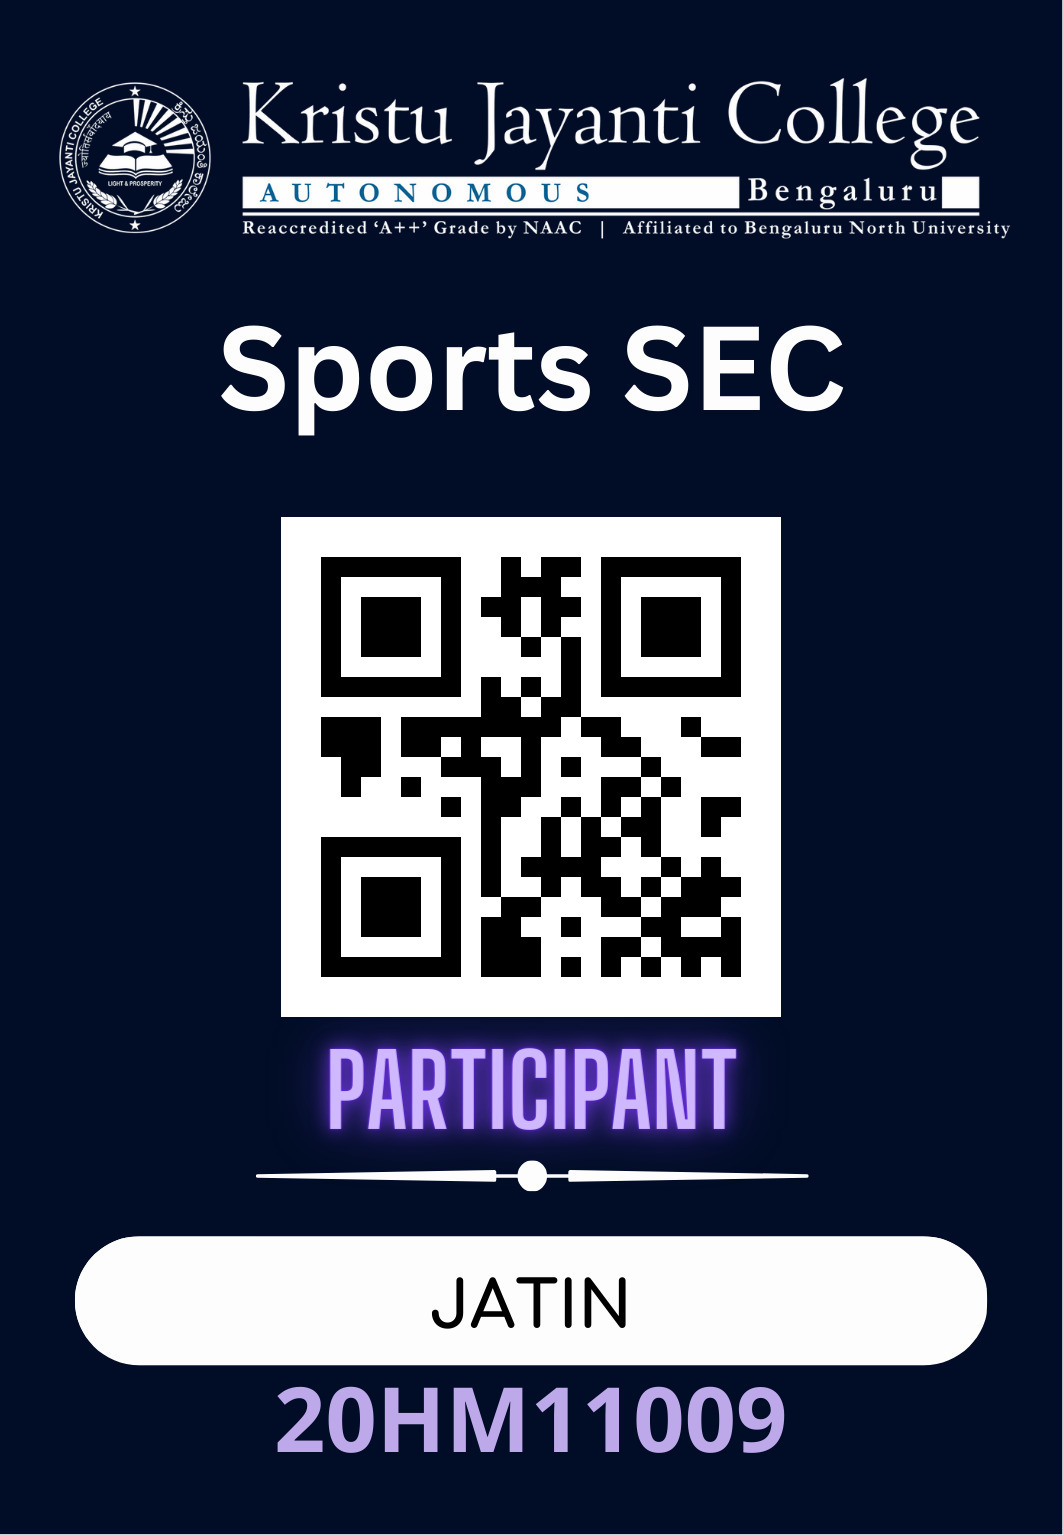 KRISTU JAYANTI COLLEGE
ज्योतिसंवाद्याय
LIGHT & PROSPERITY
Kristu Jayanti College
AUTONOMOUS Bengaluru
Reaccredited ‘A++’ Grade by NAAC | Affiliated to Bengaluru North University
Sports SEC
PARTICIPANT
JATIN
20HM11009